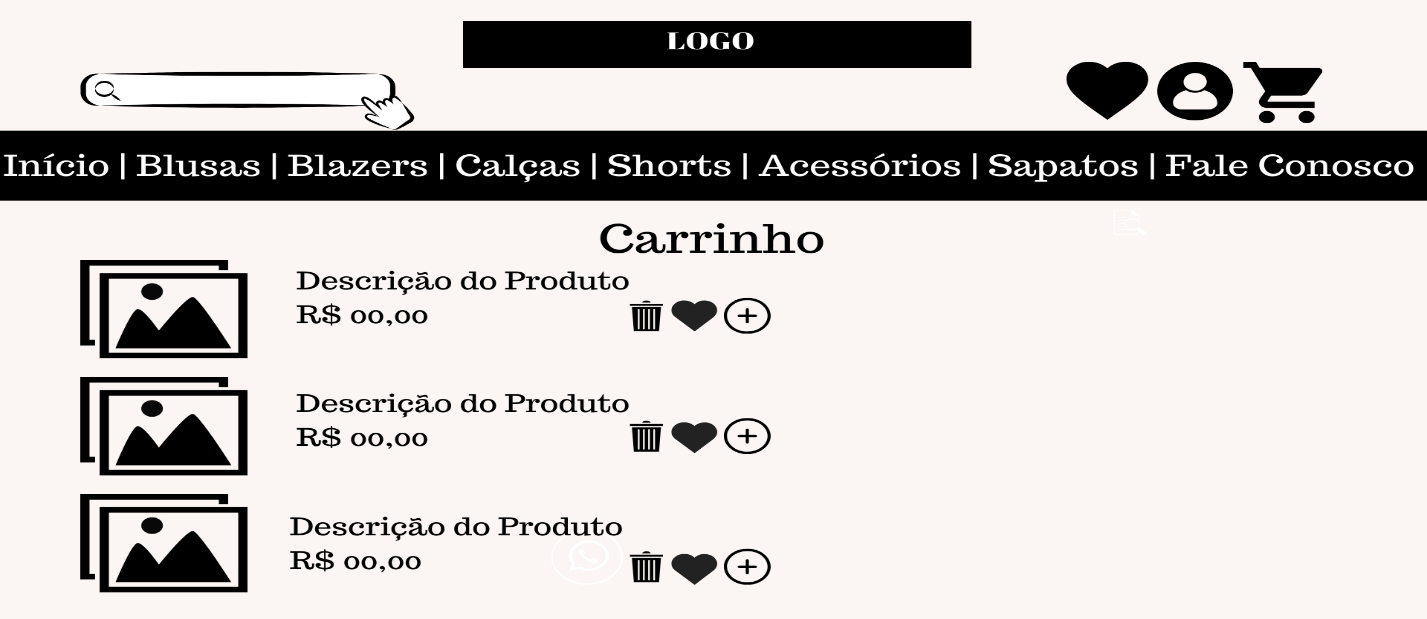 LOGO
Início | Blusas | Blazers | Calças | Shorts | Acessórios | Sapatos | Fale Conosco
Carrinho
Descrição do Produto
R$ 00,00
Descrição do Produto
R$ 00,00
Descrição do Produto
R$ 00,00